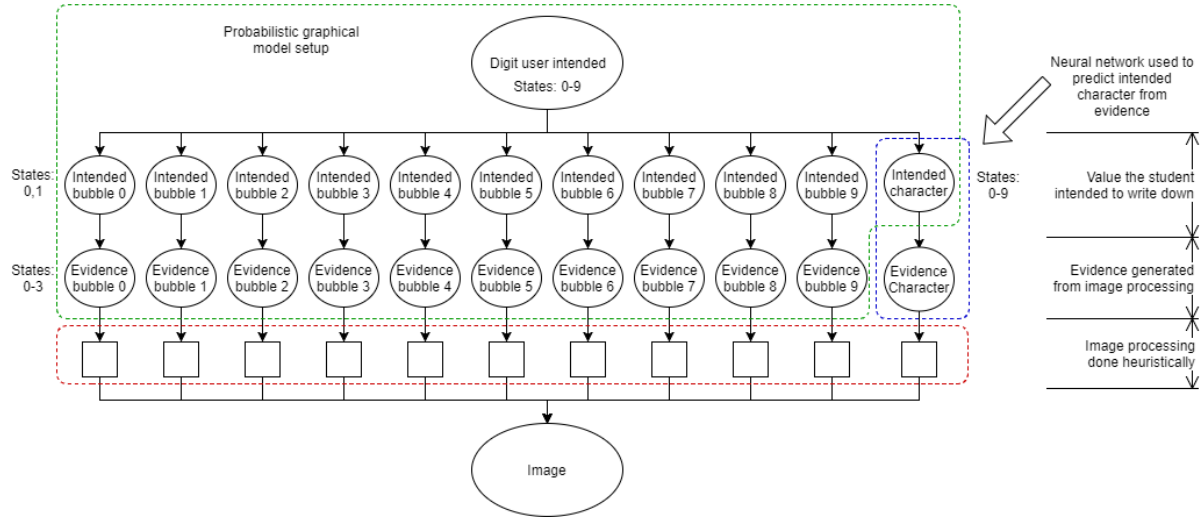 Probabilistic graphical
model setup
Digit user intended
States: 0-9
Neural network used to
predict intended
character from
evidence
States:
0,1
Intended
bubble 0
Intended
bubble 1
Intended
bubble 2
Intended
bubble 3
Intended
bubble 4
Intended
bubble 5
Intended
bubble 6
Intended
bubble 7
Intended
bubble 8
Intended
bubble 9
Intended
character
States:
0-9
Value the student
intended to write down
States:
0-3
Evidence
bubble 0
Evidence
bubble 1
Evidence
bubble 2
Evidence
bubble 3
Evidence
bubble 4
Evidence
bubble 5
Evidence
bubble 6
Evidence
bubble 7
Evidence
bubble 8
Evidence
bubble 9
Evidence
Character
Evidence generated
from image processing
Image processing
done heuristically
Image